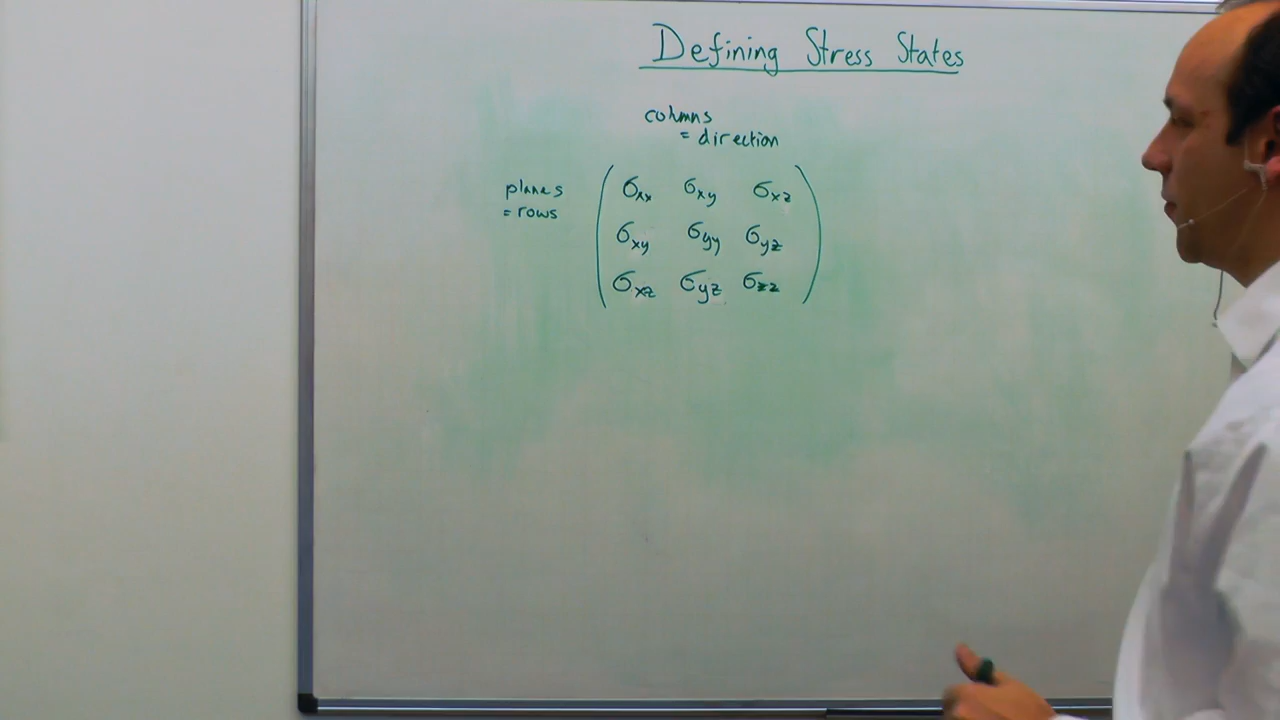 Defining Stress States
columns
= direction
planes
= rows
σxx σxy σxz
σxy σyy σyz
σxz σyz σzz